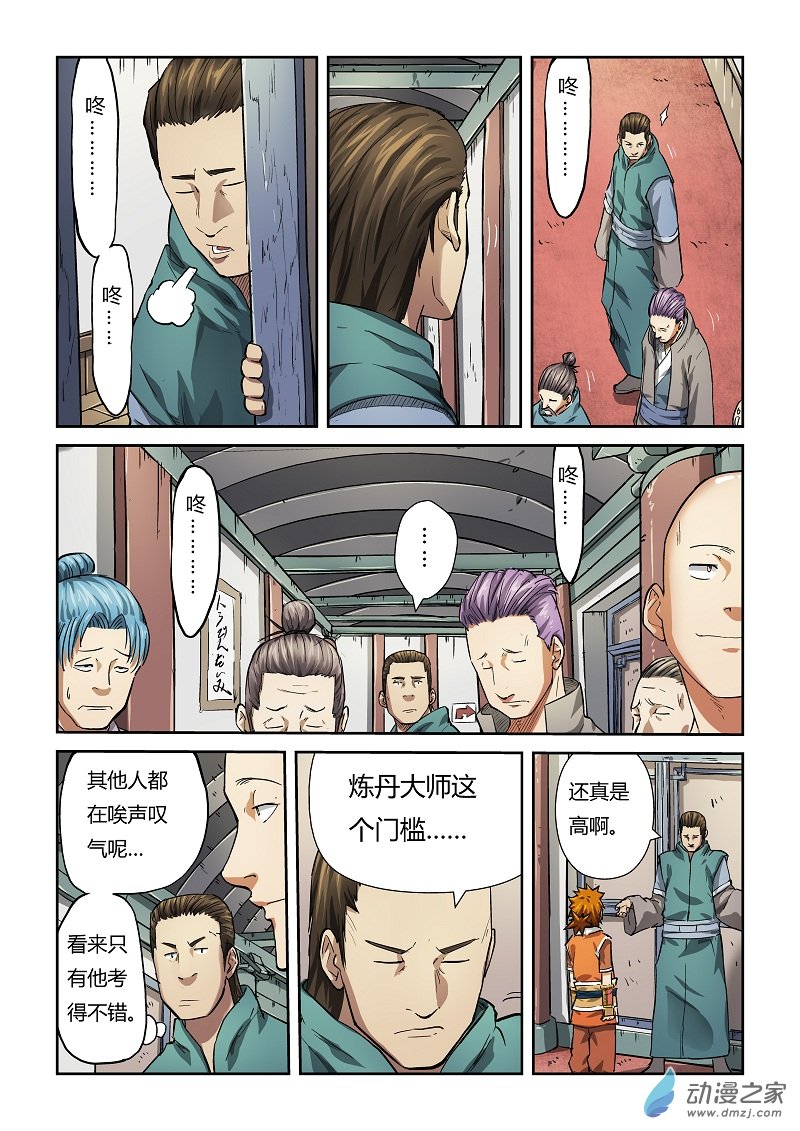 咚
………
………
咚
………
咚
………
………
咚
………
………
……
咚
………
其他人都
在唉声叹
气呢…
看来只
有他考
得不错。
炼丹大师这
个门槛……
还真是
高啊。
动漫之家
www.dmzj.com